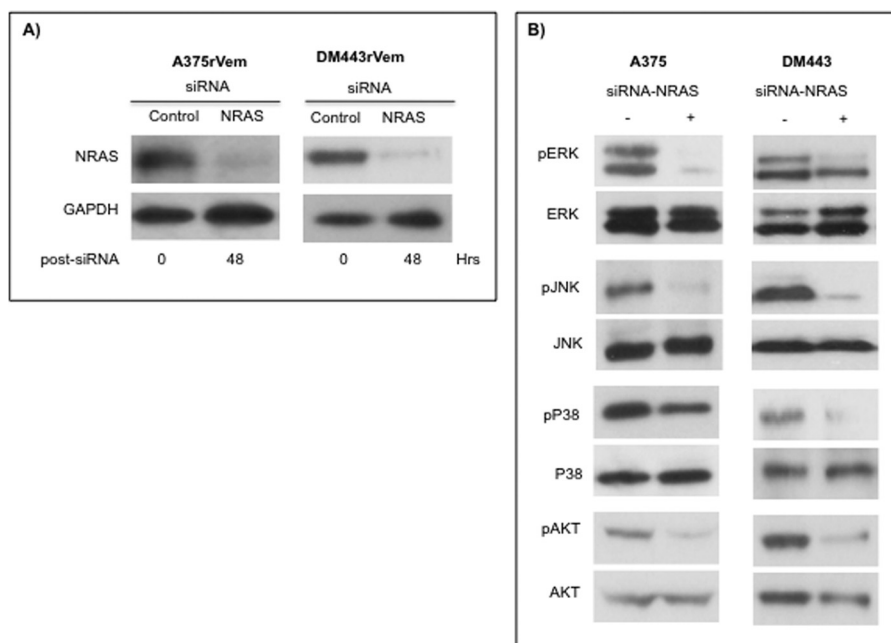 A)
A375rVem DM443rVem
siRNA siRNA
Control NRAS Control NRAS
NRAS
GAPDH
post-siRNA 0 48 0 48 Hrs
B)
A375 DM443
siRNA-NRAS siRNA-NRAS
- + - +
pERK
ERK
pJNK
JNK
pP38
P38
pAKT
AKT